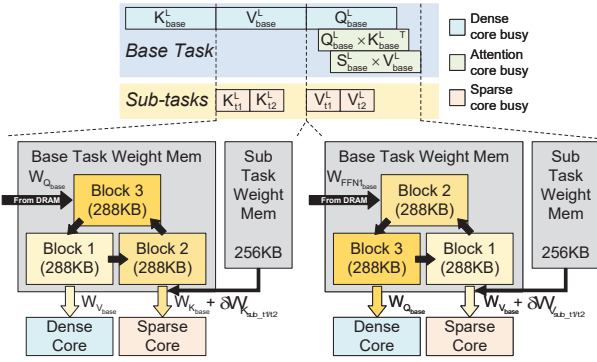 K^L_base V^L_base Q^L_base
Dense core busy
Base Task
Q^L_base × K^L_base^T
S^L_base × V^L_base
Attention core busy
Sub-tasks
K^L_t1 K^L_t2 V^L_t1 V^L_t2
Sparse core busy
Base Task Weight Mem
W_Q_base
From DRAM
Block 3
(288KB)
Block 1
(288KB)
Block 2
(288KB)
Sub
Task
Weight
Mem
256KB
W_V_base
W_K_base + δW_K_sub_t1/t2
Dense
Core
Sparse
Core
Base Task Weight Mem
W_FFN1_base
From DRAM
Block 2
(288KB)
Block 3
(288KB)
Block 1
(288KB)
Sub
Task
Weight
Mem
256KB
W_Q_base
W_V_base + δW_V_sub_t1/t2
Dense
Core
Sparse
Core